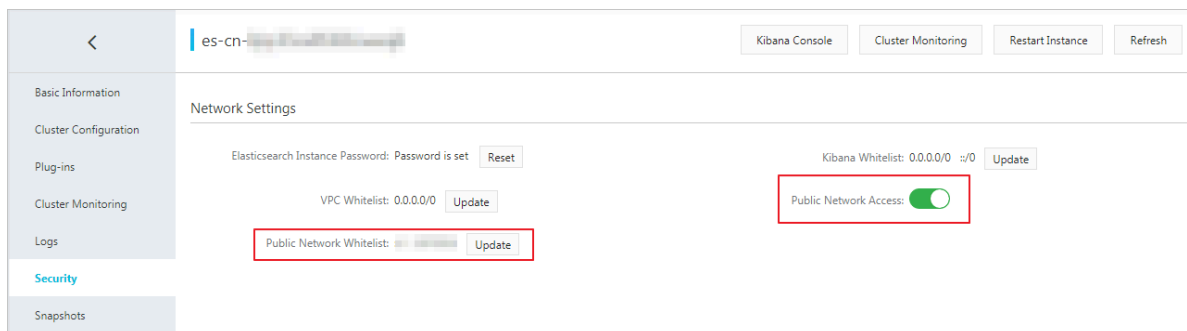 es-cn-
Kibana Console
Cluster Monitoring
Restart Instance
Refresh
Basic Information
Cluster Configuration
Plug-ins
Cluster Monitoring
Logs
Security
Snapshots
Network Settings
Elasticsearch Instance Password: Password is set Reset
Kibana Whitelist: 0.0.0.0/0 ::/0 Update
VPC Whitelist: 0.0.0.0/0 Update
Public Network Access:
Public Network Whitelist: Update